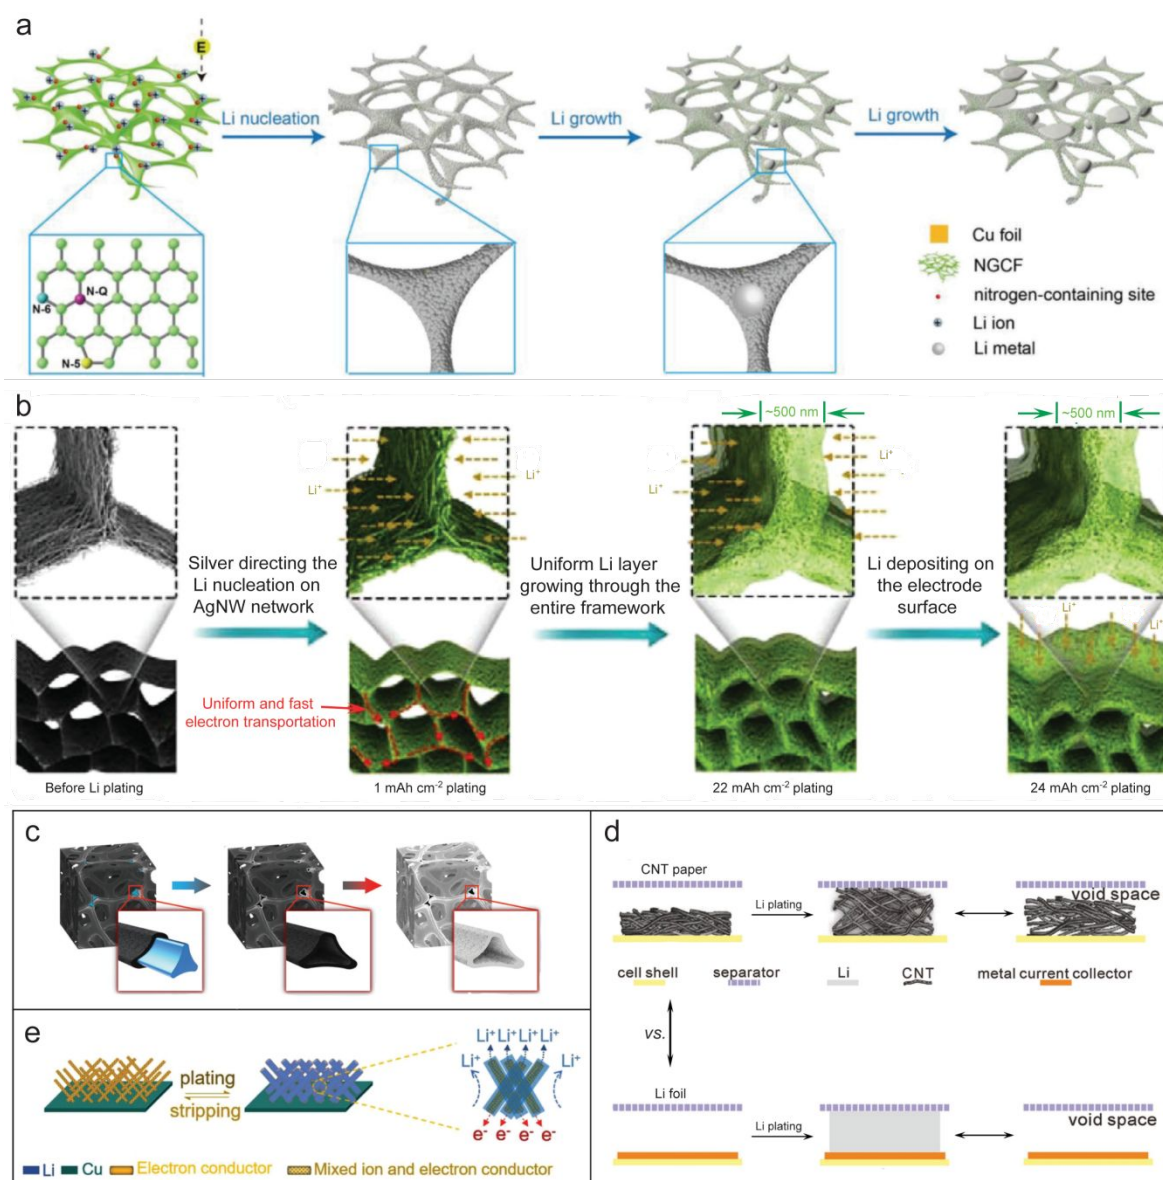 a
E
Li nucleation
Li growth
Li growth
N-Q
N-6
N-5
Cu foil
NGCF
nitrogen-containing site
Li ion
Li metal
b
~500 nm
~500 nm
Li⁺
Li⁺
Li⁺
Li⁺
Silver directing the
Li nucleation on
AgNW network
Uniform Li layer
growing through the
entire framework
Li depositing on
the electrode
surface
Li⁺
Li⁺
Uniform and fast
electron transportation
Before Li plating
1 mAh cm⁻² plating
22 mAh cm⁻² plating
24 mAh cm⁻² plating
c
d
CNT paper
Li plating
void space
cell shell
separator
Li
CNT
metal current collector
vs.
Li foil
Li plating
void space
e
plating
stripping
Li⁺ Li⁺ Li⁺ Li⁺
Li⁺
Li⁺
e⁻ e⁻ e⁻ e⁻
Li Cu Electron conductor Mixed ion and electron conductor